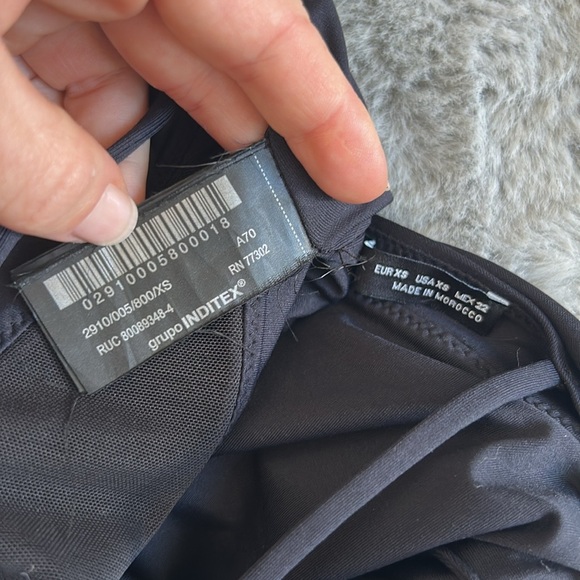 02910005800018
2910/005/800/XS
A70
RUC 80089348-4
RN 77302
grupo INDITEX®
EUR XS USA XS MEX 22
MADE IN MOROCCO